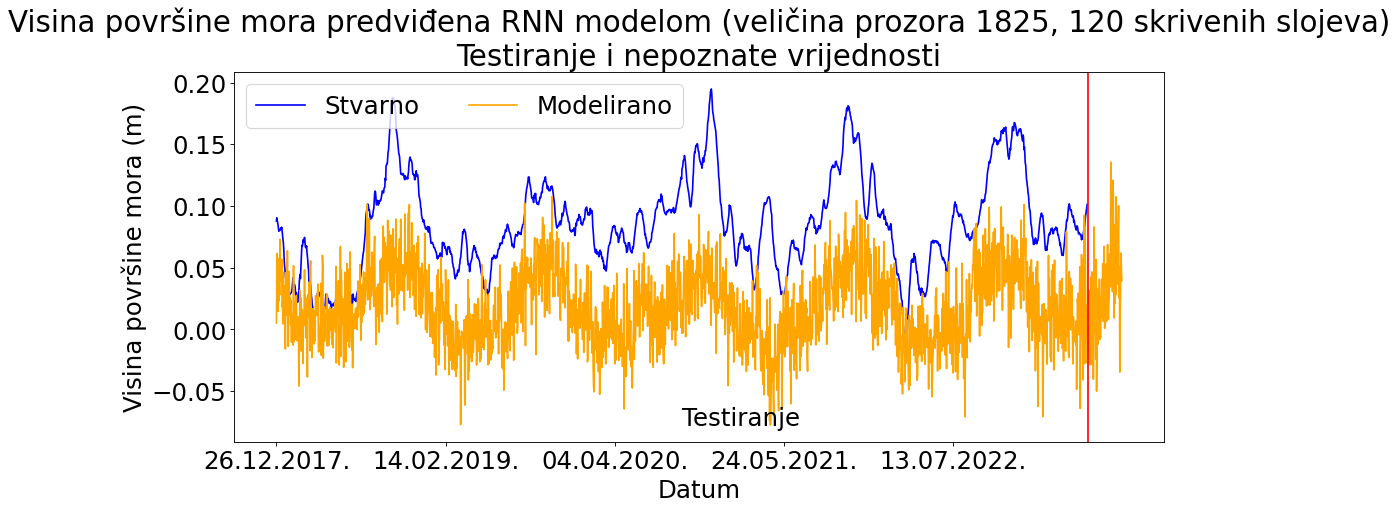 Visina površine mora predviđena RNN modelom (veličina prozora 1825, 120 skrivenih slojeva)
Testiranje i nepoznate vrijednosti
Stvarno Modelirano
Visina površine mora (m)
0.20
0.15
0.10
0.05
0.00
−0.05
Testiranje
26.12.2017. 14.02.2019. 04.04.2020. 24.05.2021. 13.07.2022.
Datum